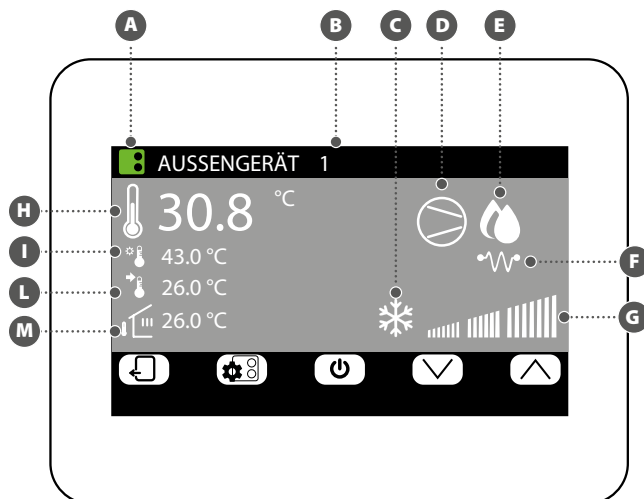 A B C D E
AUSSENGERÄT 1
H 30.8 °C
I 43.0 °C
F
L 26.0 °C
M 26.0 °C
G